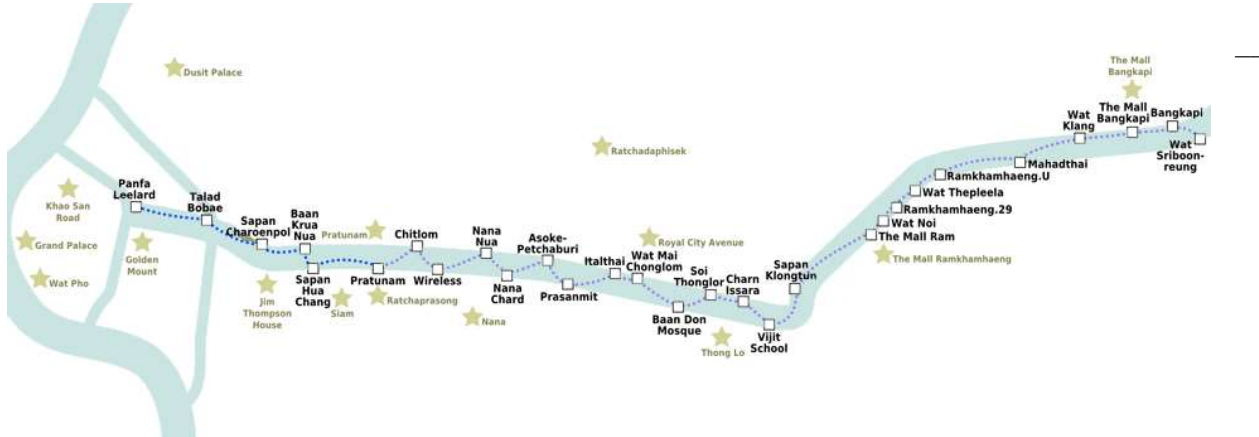 Dusit Palace
The Mall
Bangkapi
Ratchadaphisek
Khao San
Road
Grand Palace
Wat Pho
Golden
Mount
Pratunam
Jim
Thompson
House
Siam
Ratchaprasong
Nana
Royal City Avenue
Thong Lo
The Mall Ramkhamhaeng
Panfa
Leelard
Talad
Bobae
Sapan
Charoenpol
Baan
Krua
Nua
Sapan
Hua
Chang
Pratunam
Chitlom
Wireless
Nana
Nua
Nana
Chard
Asoke-
Petchaburi
Prasanmit
Italthai
Wat Mai
Chonglom
Baan Don
Mosque
Soi
Thonglor
Charn
Issara
Vijit
School
Sapan
Klongtun
The Mall Ram
Wat Noi
Ramkhamhaeng.29
Wat Thepleela
Ramkhamhaeng.U
Mahadthai
Wat
Klang
The Mall
Bangkapi
Bangkapi
Wat
Sriboon-
reung